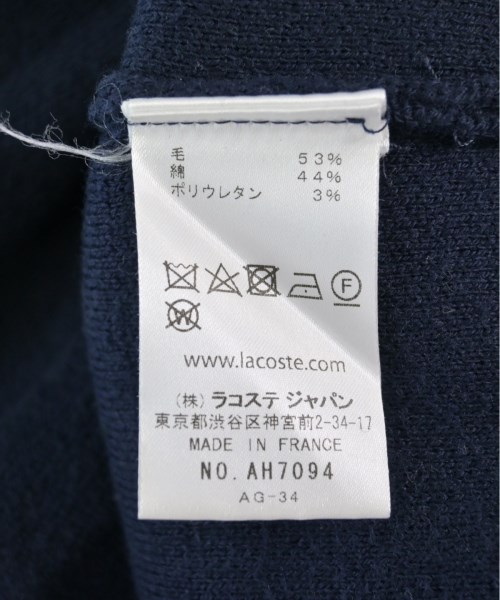 毛 53%
綿 44%
ポリウレタン 3%
F
W
www.lacoste.com
(株) ラコステ ジャパン
東京都渋谷区神宮前2-34-17
MADE IN FRANCE
NO. AH7094
AG-34